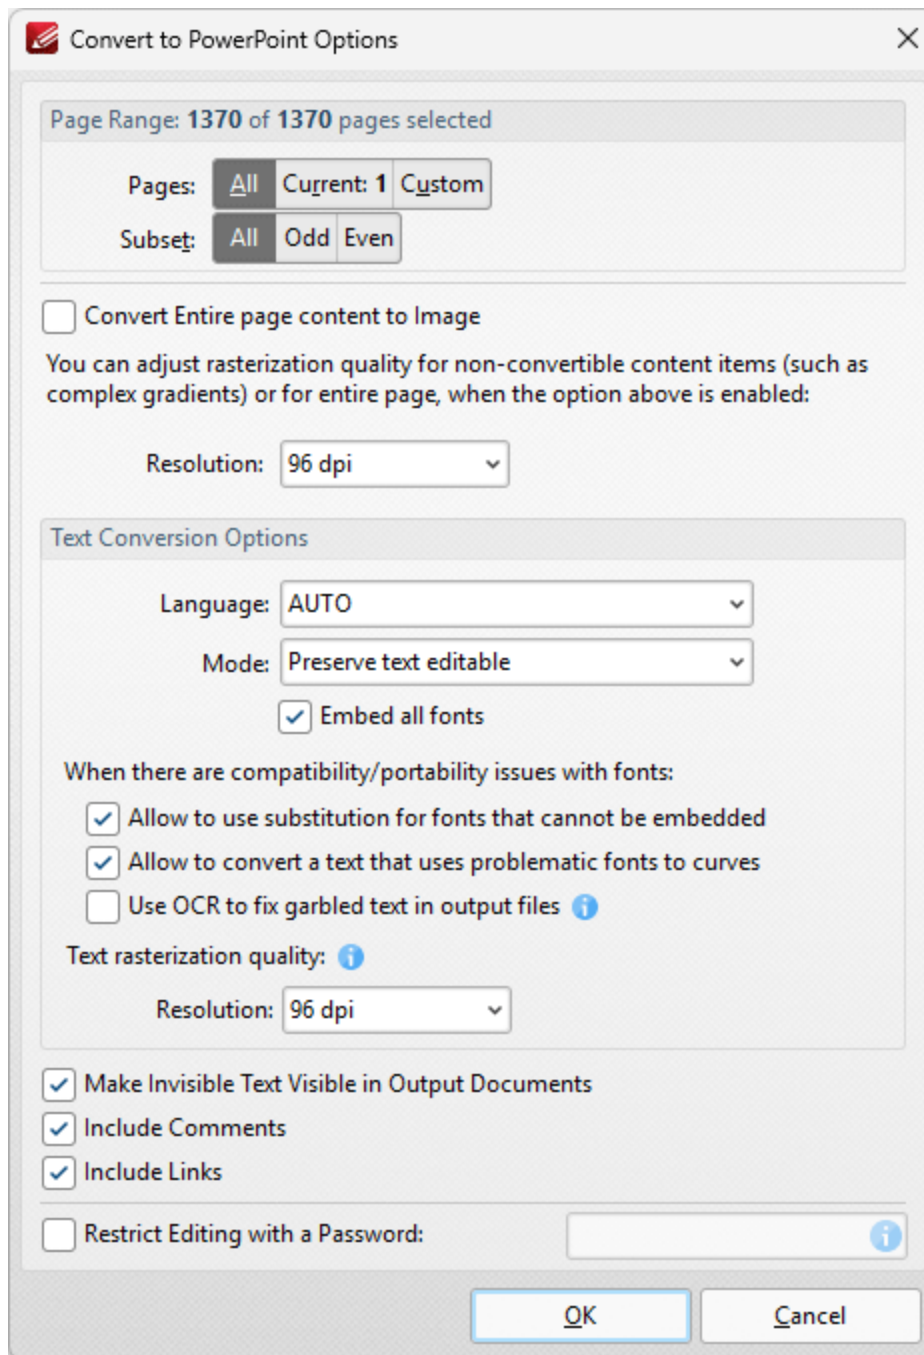 Convert to PowerPoint Options
Page Range: 1370 of 1370 pages selected
Pages: All Current: 1 Custom
Subset: All Odd Even
Convert Entire page content to Image
You can adjust rasterization quality for non-convertible content items (such as
complex gradients) or for entire page, when the option above is enabled:
Resolution: 96 dpi
Text Conversion Options
Language: AUTO
Mode: Preserve text editable
Embed all fonts
When there are compatibility/portability issues with fonts:
Allow to use substitution for fonts that cannot be embedded
Allow to convert a text that uses problematic fonts to curves
Use OCR to fix garbled text in output files
Text rasterization quality:
Resolution: 96 dpi
Make Invisible Text Visible in Output Documents
Include Comments
Include Links
Restrict Editing with a Password:
OK Cancel